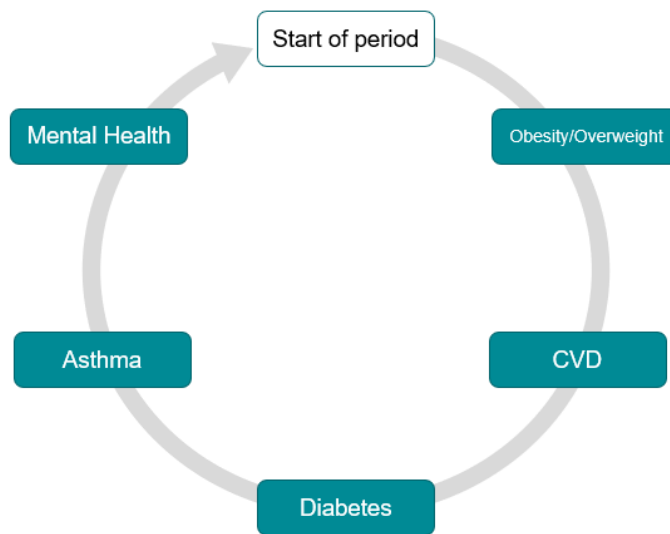 Start of period
Obesity/Overweight
CVD
Diabetes
Asthma
Mental Health